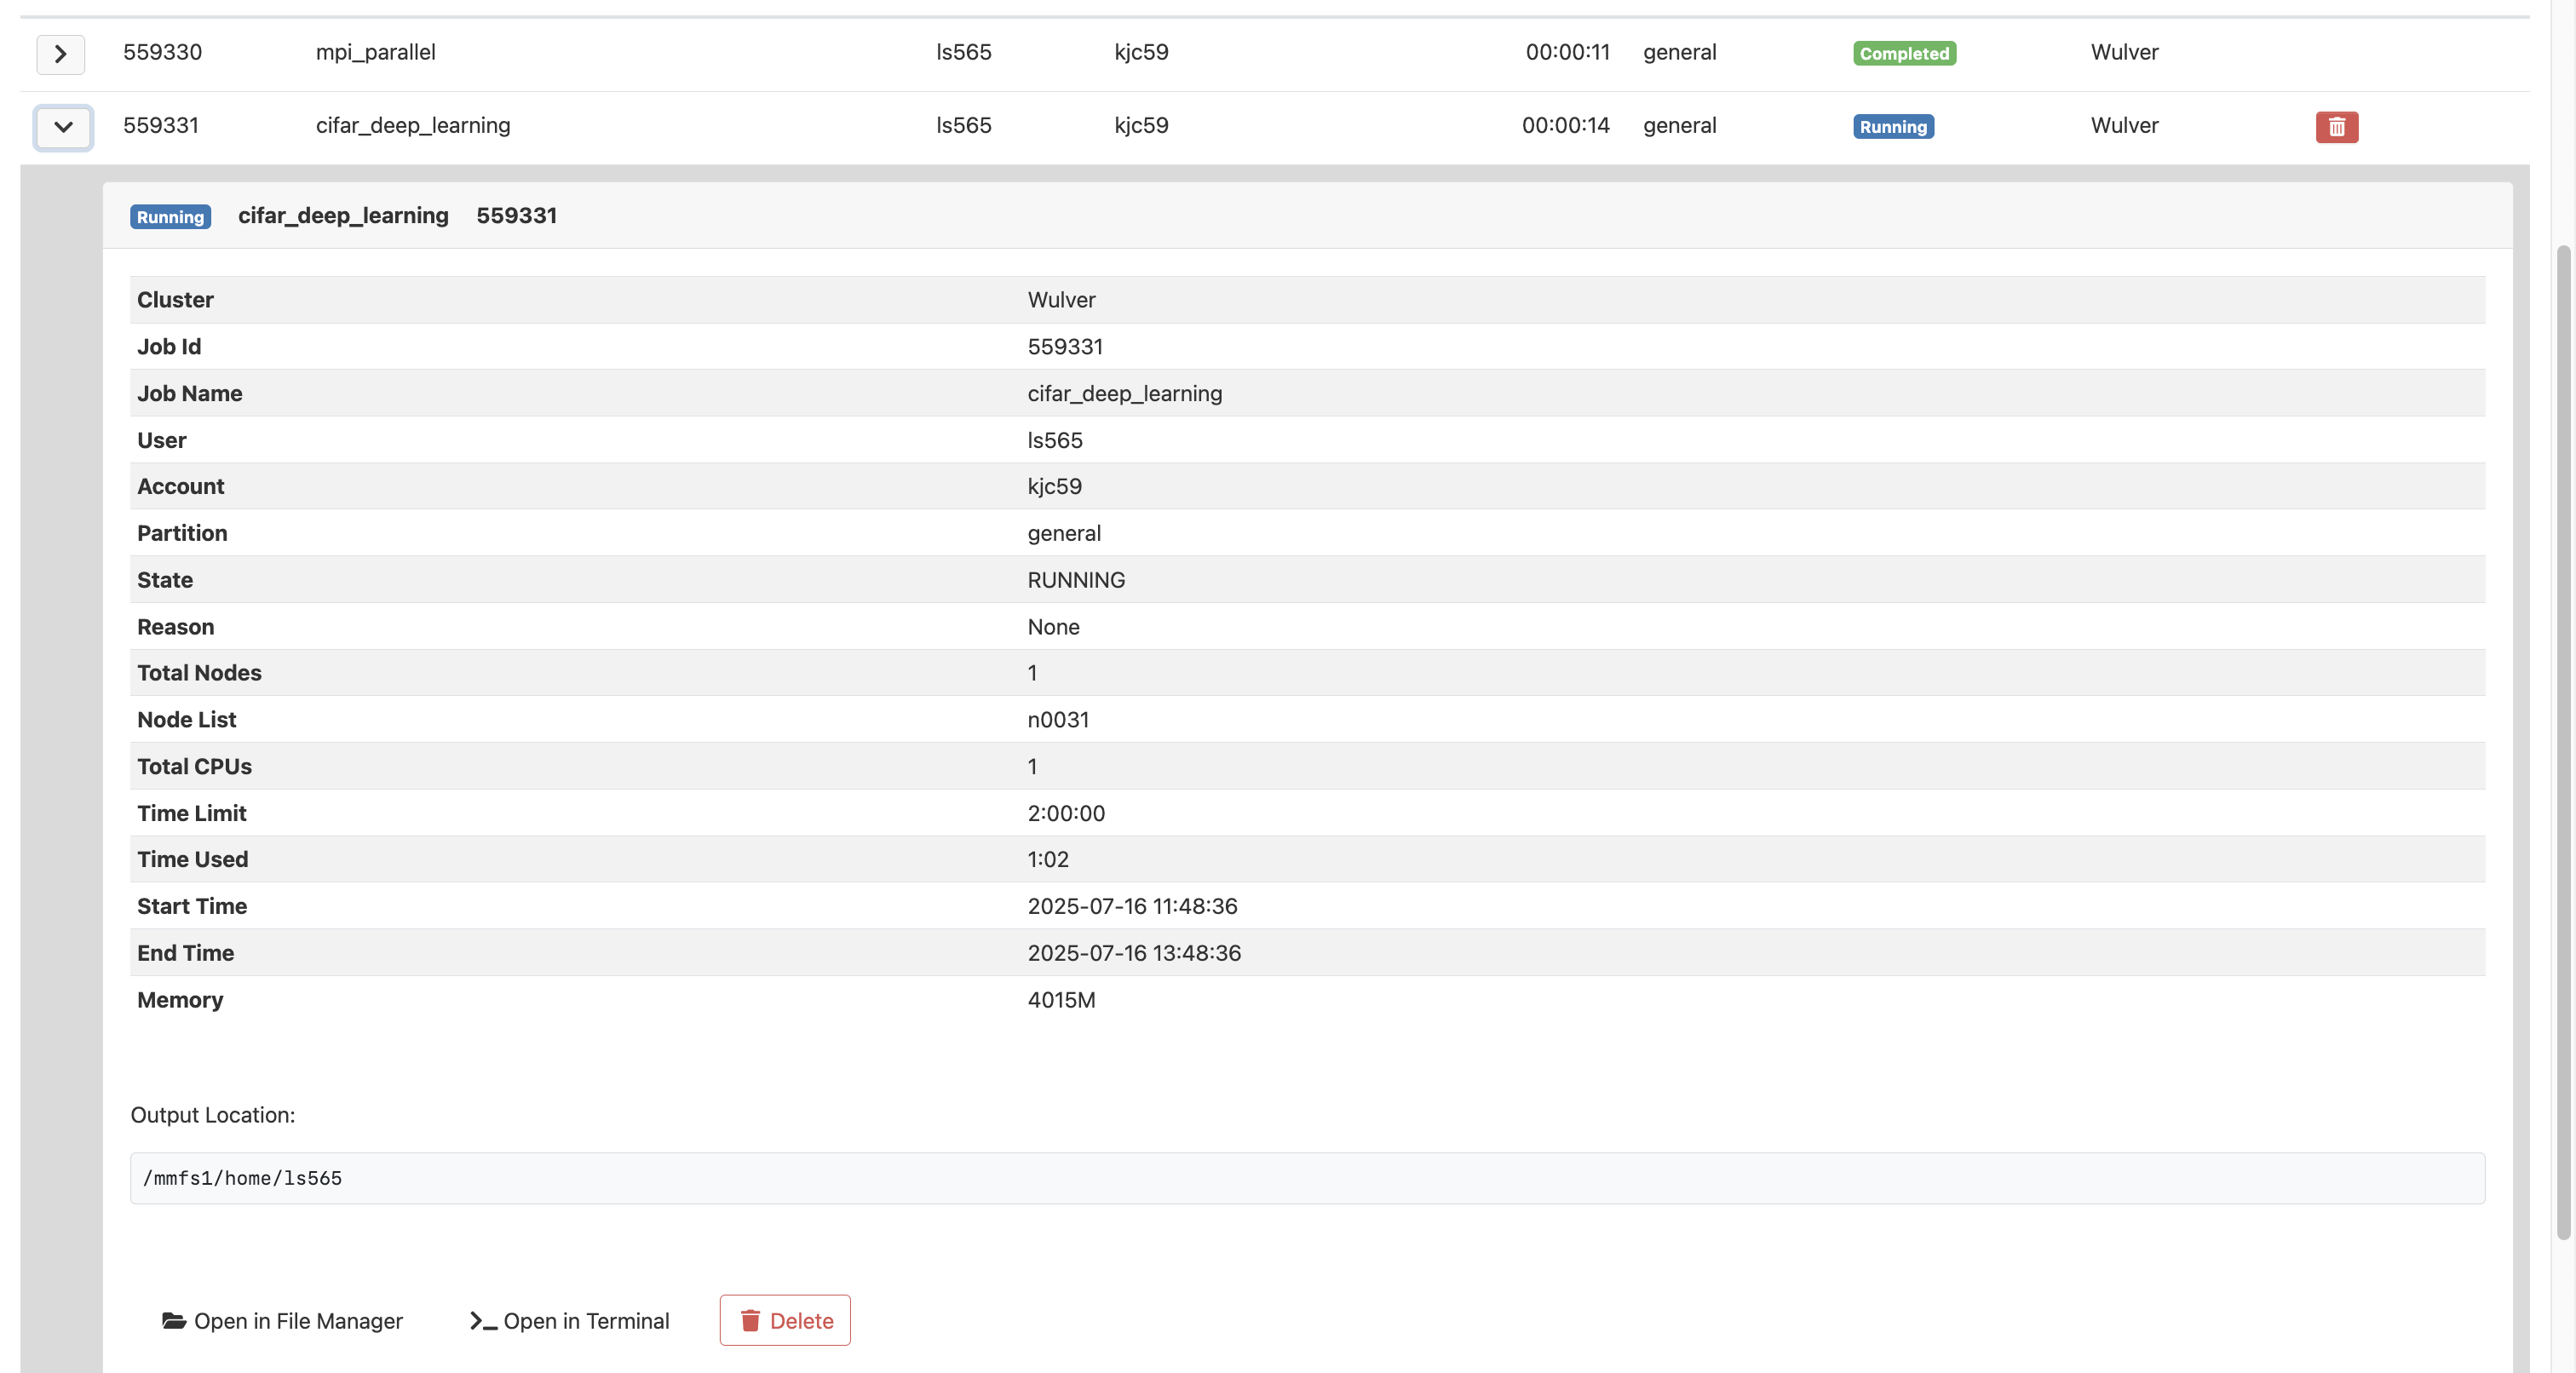 559330 mpi_parallel ls565 kjc59 00:00:11 general Completed Wulver
559331 cifar_deep_learning ls565 kjc59 00:00:14 general Running Wulver
Running cifar_deep_learning 559331
Cluster Wulver
Job Id 559331
Job Name cifar_deep_learning
User ls565
Account kjc59
Partition general
State RUNNING
Reason None
Total Nodes 1
Node List n0031
Total CPUs 1
Time Limit 2:00:00
Time Used 1:02
Start Time 2025-07-16 11:48:36
End Time 2025-07-16 13:48:36
Memory 4015M
Output Location:
/mmfs1/home/ls565
Open in File Manager Open in Terminal Delete